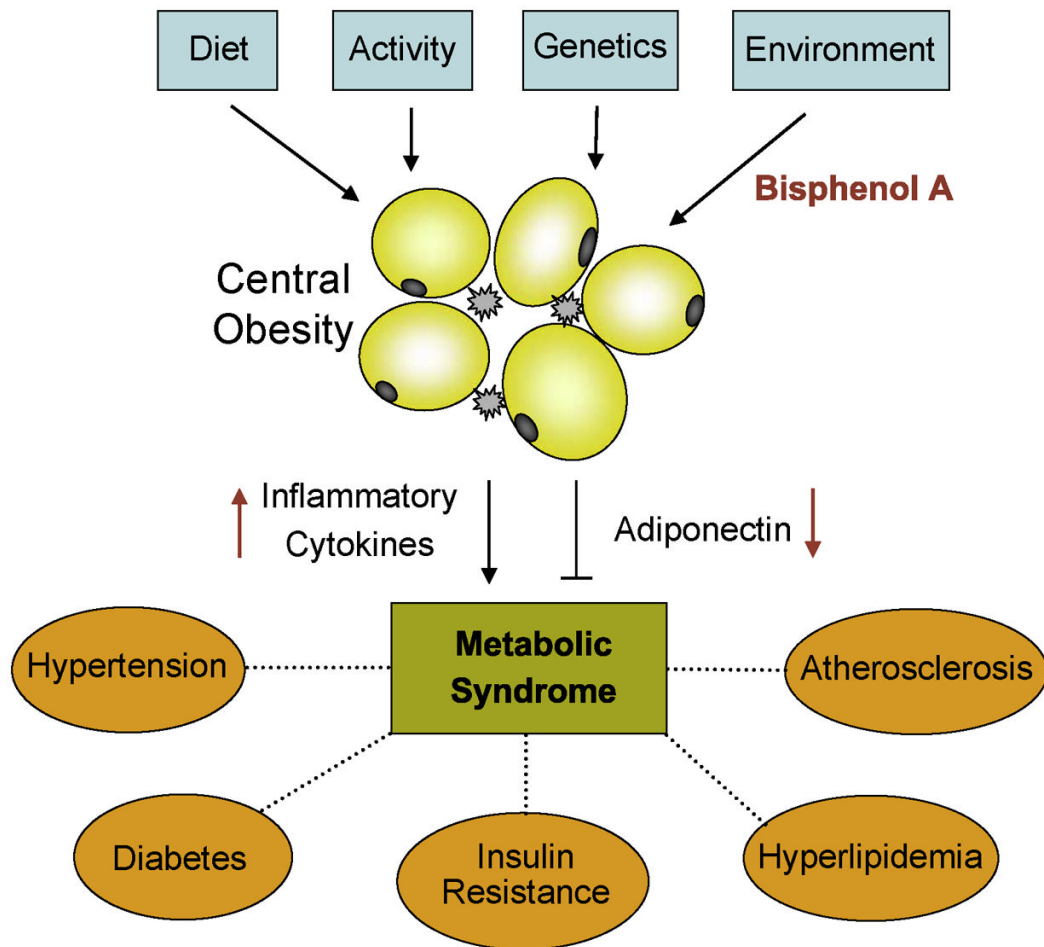 Diet
Activity
Genetics
Environment
Bisphenol A
Central
Obesity
Inflammatory
Cytokines
Adiponectin
Metabolic
Syndrome
Hypertension
Atherosclerosis
Diabetes
Insulin
Resistance
Hyperlipidemia